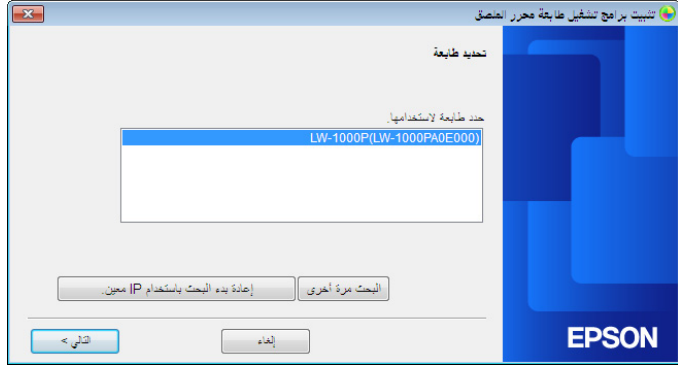 تثبيت برامج تشغيل طابعة محرر الملصق
تحديد طابعة
حدد طابعة لاستخدامها.
LW-1000P(LW-1000PA0E000)
البحث مرة أخرى
إعادة بدء البحث باستخدام IP معين.
إلغاء
التالي >
EPSON